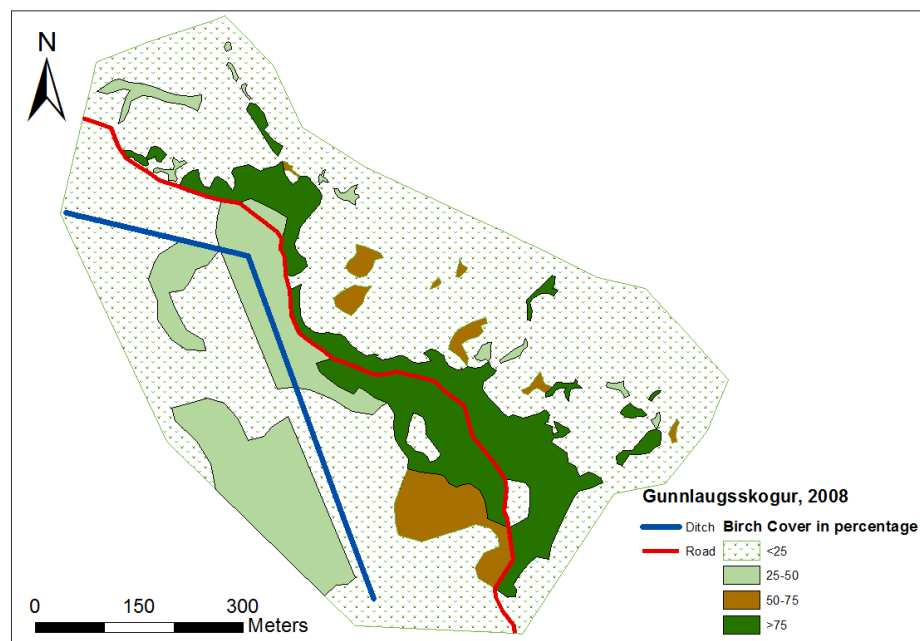 N
Gunnlaugsskogur, 2008
Ditch Birch Cover in percentage
Road <25
25-50
50-75
>75
0 150 300
Meters